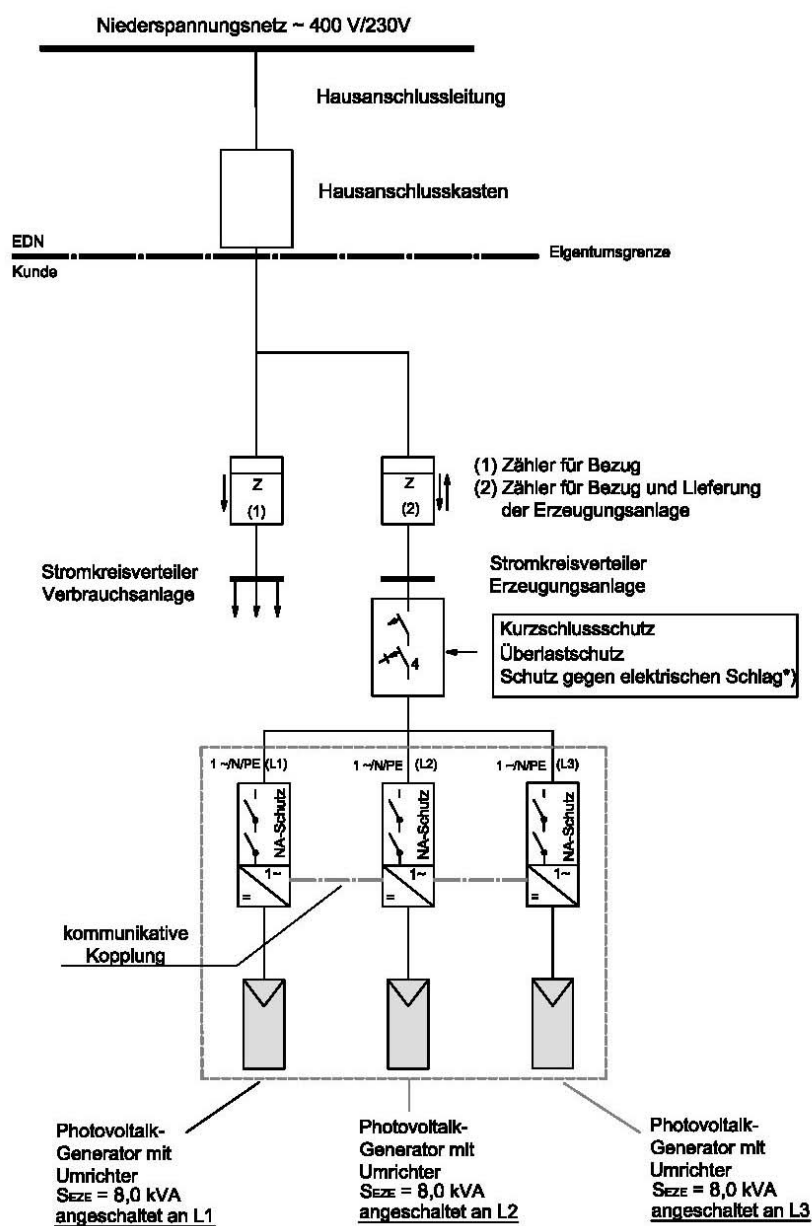 Niederspannungsnetz ~ 400 V/230V
Hausanschlussleitung
Hausanschlusskasten
EDN
Kunde
Eigentumsgrenze
Z
(1)
Z
(2)
(1) Zähler für Bezug
(2) Zähler für Bezug und Lieferung
der Erzeugungsanlage
Stromkreisverteiler
Verbrauchsanlage
Stromkreisverteiler
Erzeugungsanlage
4
Kurzschlussschutz
Überlastschutz
Schutz gegen elektrischen Schlag*)
1 ~/N/PE (L1)
1 ~/N/PE (L2)
1 ~/N/PE (L3)
NA-Schutz
NA-Schutz
NA-Schutz
1~
=
1~
=
1~
=
kommunikative
Kopplung
Photovoltalk-
Generator mit
Umrichter
SEZE = 8,0 kVA
angeschaltet an L1
Photovoltalk-
Generator mit
Umrichter
SEZE = 8,0 kVA
angeschaltet an L2
Photovoltalk-
Generator mit
Umrichter
SEZE = 8,0 kVA
angeschaltet an L3